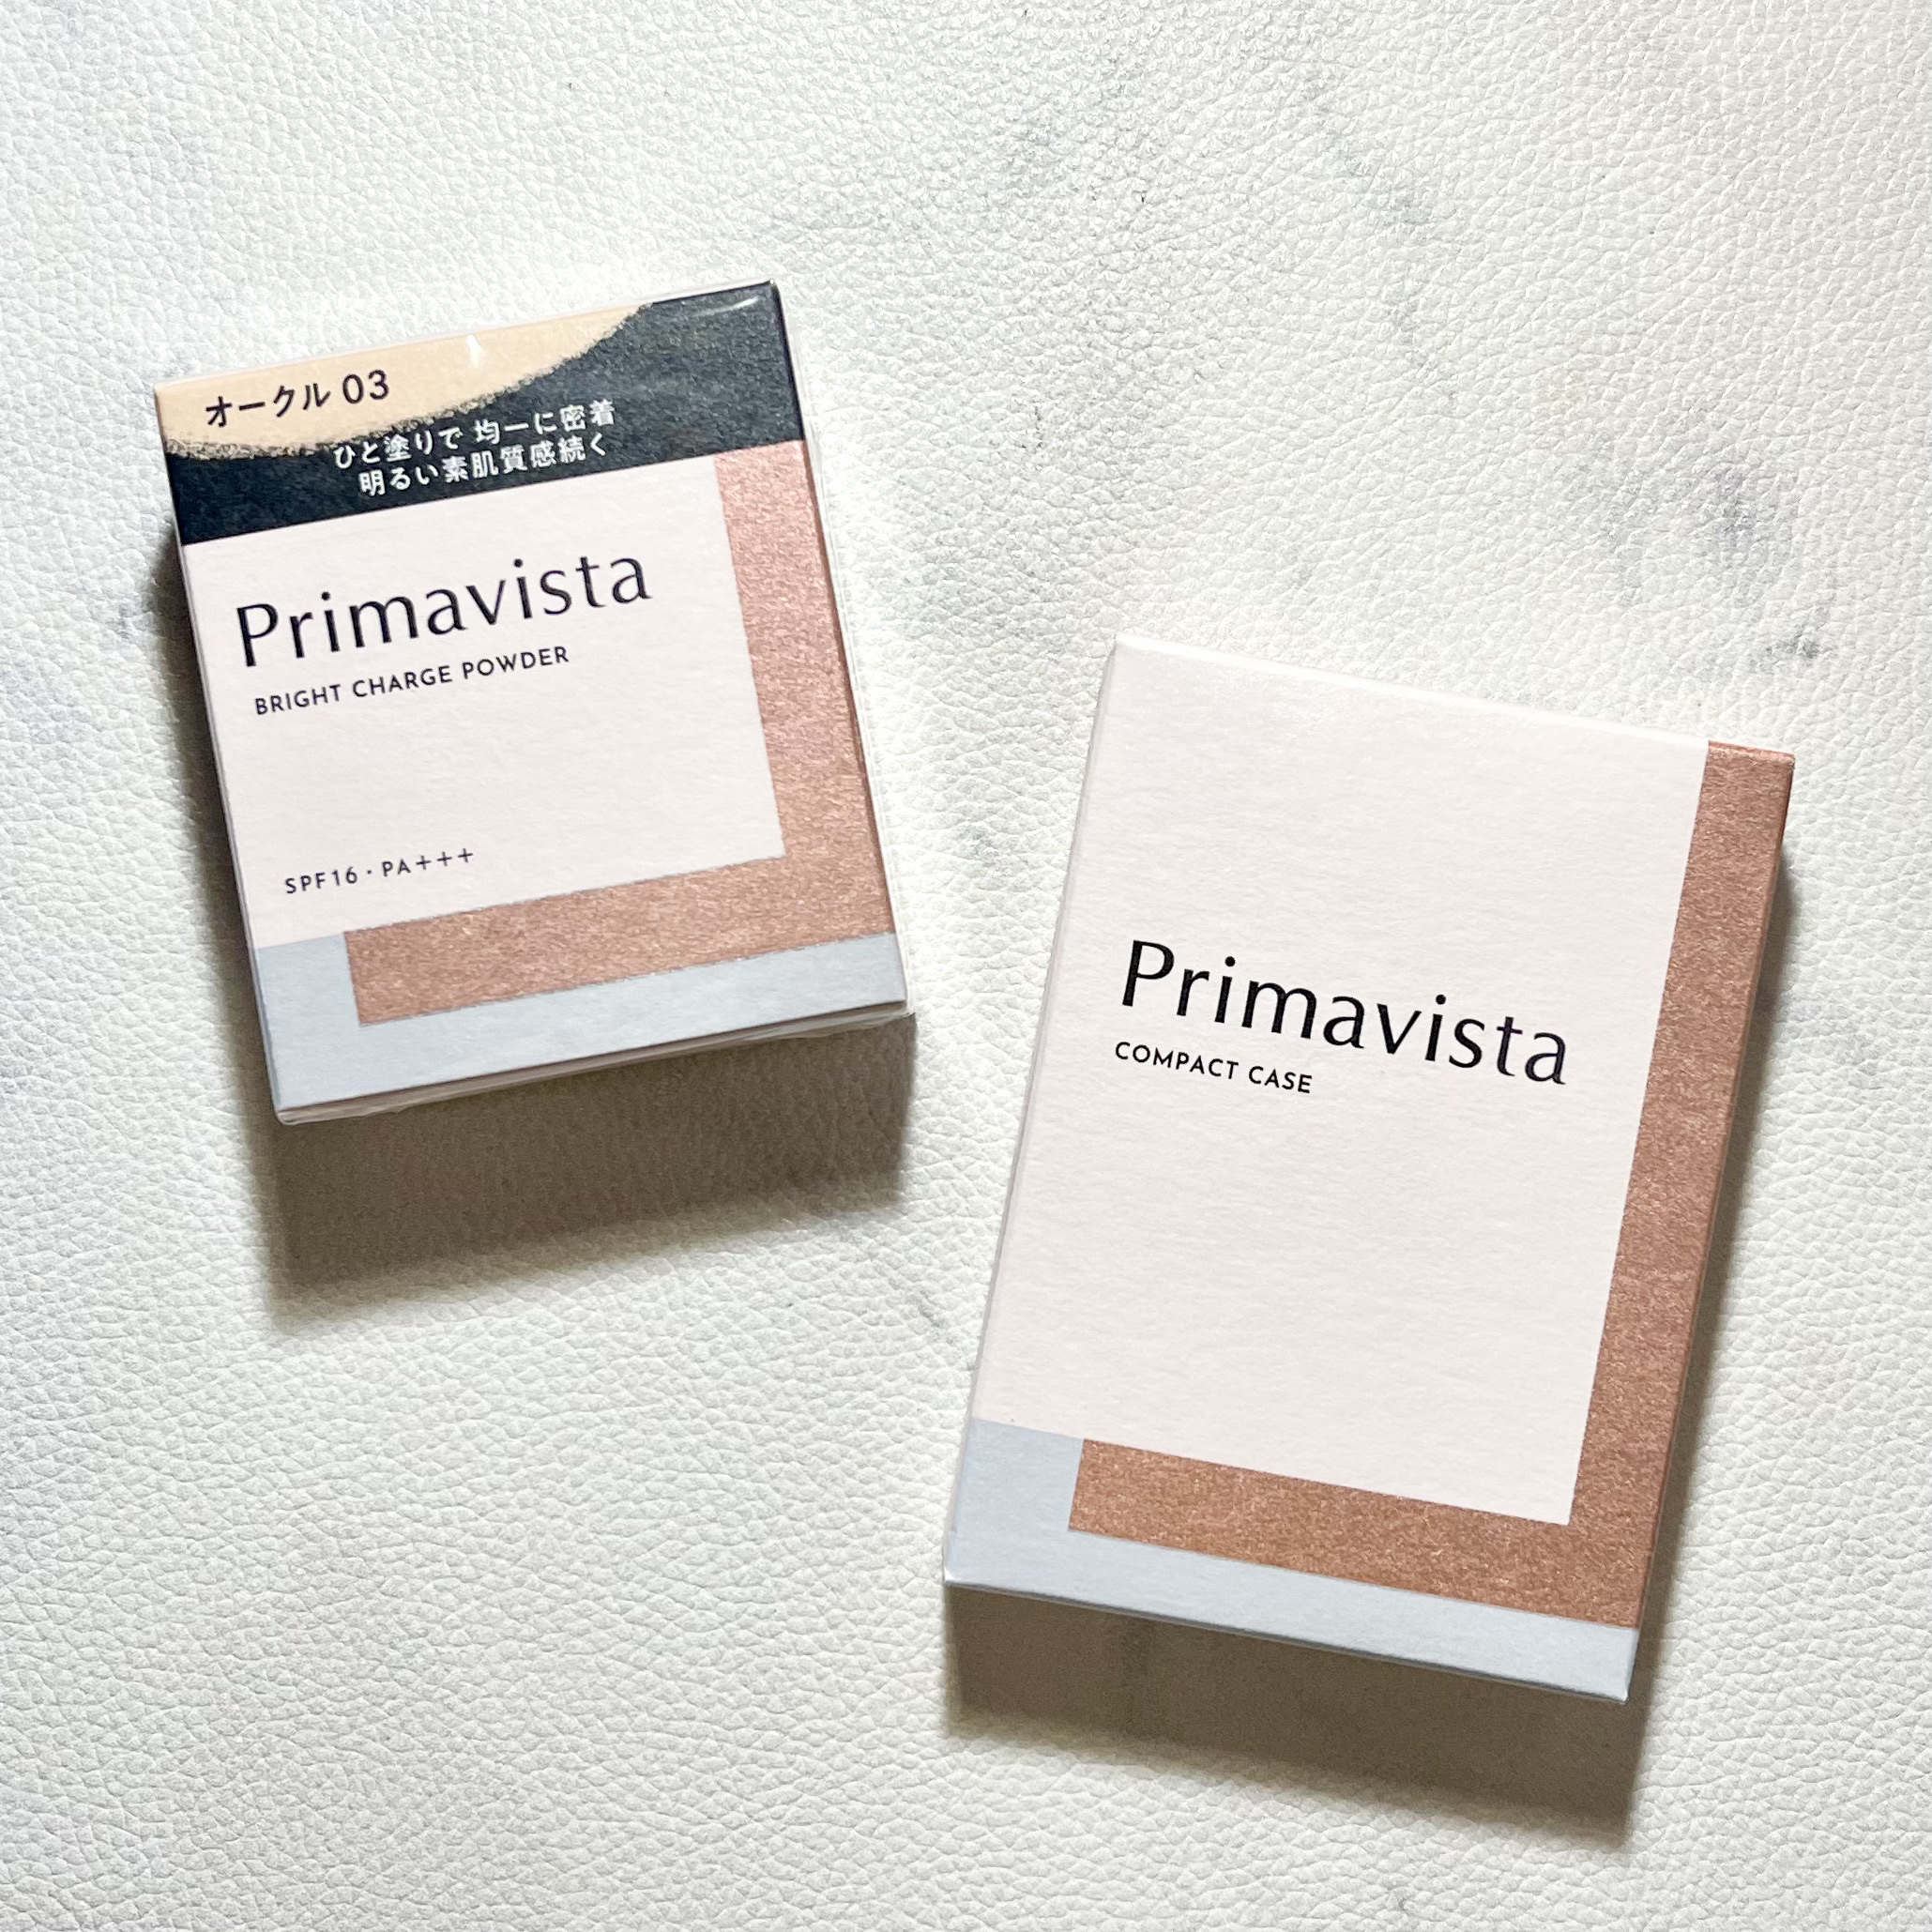 オークル 03
ひと塗りで 均一に密着
明るい素肌質感続く
Primavista
BRIGHT CHARGE POWDER
SPF16・PA+++
Primavista
COMPACT CASE